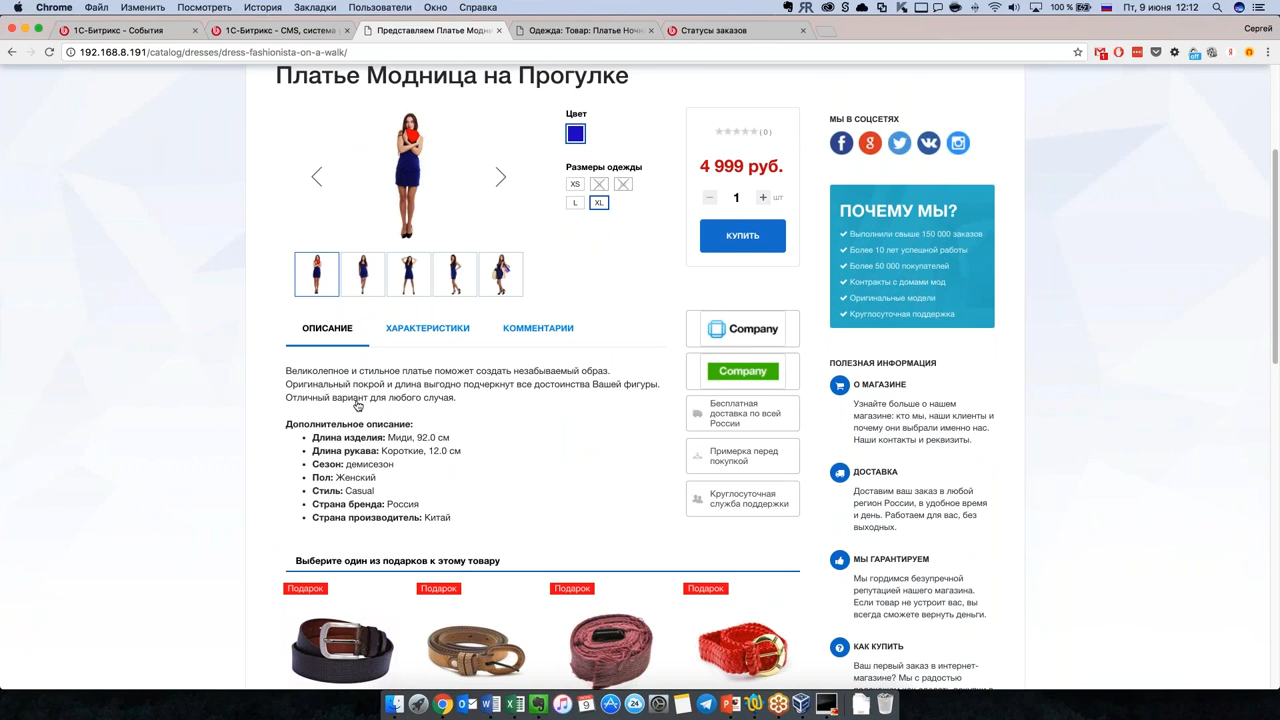 Chrome Файл Изменить Посмотреть История Закладки Пользователи Окно Справка
100 % Пт, 9 июня 12:12
1С-Битрикс - События
1С-Битрикс - CMS, система
Представляем Платье Модн
Одежда: Товар: Платье Ноч
Статусы заказов
Сергей
192.168.8.191/catalog/dresses/dress-fashionista-on-a-walk/
Платье Модница на Прогулке
Цвет
Размеры одежды
XS
L XL
( 0 )
4 999 руб.
1 шт
КУПИТЬ
ОПИСАНИЕ ХАРАКТЕРИСТИКИ КОММЕНТАРИИ
Великолепное и стильное платье поможет создать незабываемый образ.
Оригинальный покрой и длина выгодно подчеркнут все достоинства Вашей фигуры.
Отличный вариант для любого случая.
Дополнительное описание:
Длина изделия: Миди, 92.0 см
Длина рукава: Короткие, 12.0 см
Сезон: демисезон
Пол: Женский
Стиль: Casual
Страна бренда: Россия
Страна производитель: Китай
Company
Company
Бесплатная
доставка по всей
России
Примерка перед
покупкой
Круглосуточная
служба поддержки
Выберите один из подарков к этому товару
Подарок Подарок Подарок Подарок
МЫ В СОЦСЕТЯХ
ПОЧЕМУ МЫ?
Выполнили свыше 150 000 заказов
Более 10 лет успешной работы
Более 50 000 покупателей
Контракты с домами мод
Оригинальные модели
Круглосуточная поддержка
ПОЛЕЗНАЯ ИНФОРМАЦИЯ
О МАГАЗИНЕ
Узнайте больше о нашем
магазине: кто мы, наши клиенты и
почему они выбрали именно нас.
Наши контакты и реквизиты.
ДОСТАВКА
Доставим ваш заказ в любой
регион России, в удобное время
и день. Работаем для вас, без
выходных.
МЫ ГАРАНТИРУЕМ
Мы гордимся безупречной
репутацией нашего магазина.
Если товар не устроит вас, вы
всегда сможете вернуть деньги.
КАК КУПИТЬ
Ваш первый заказ в интернет-
магазине? Мы с радостью